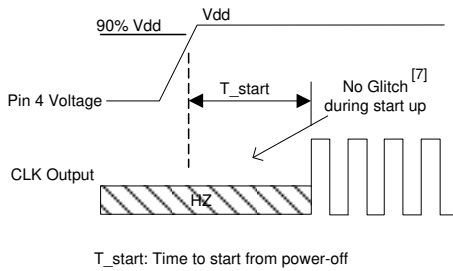 Vdd
90% Vdd
T_start
No Glitch [7]
during start up
Pin 4 Voltage
CLK Output
HZ
T_start: Time to start from power-off